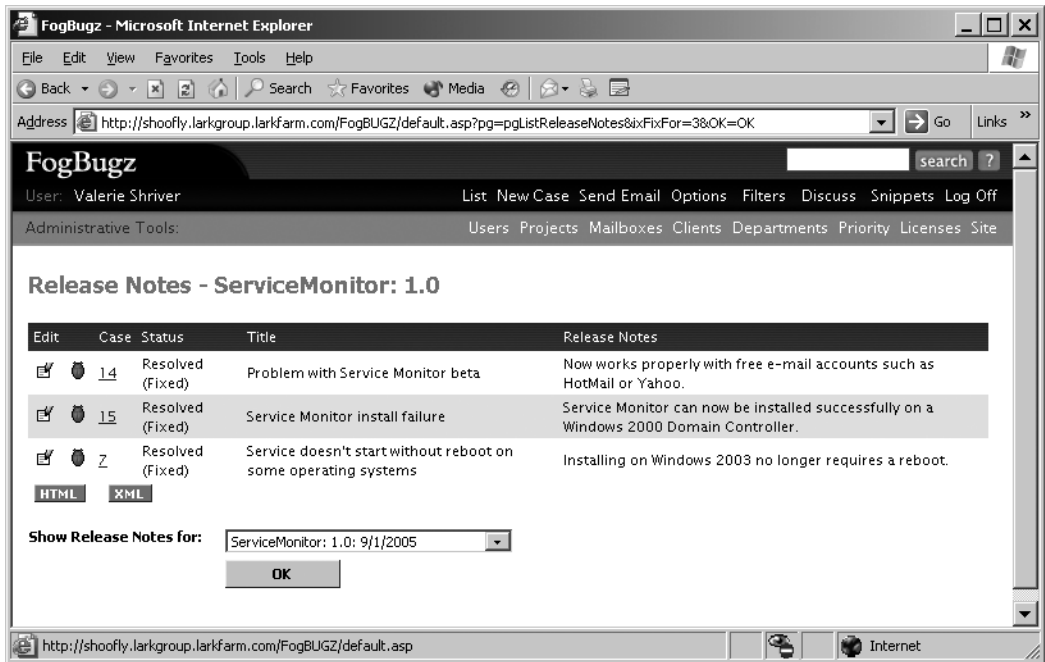 FogBugz - Microsoft Internet Explorer
File Edit View Favorites Tools Help
Back Search Favorites Media
Address http://shoofly.larkgroup.larkfarm.com/FogBUGZ/default.asp?pg=pgListReleaseNotes&ixFixFor=3&OK=OK Go Links »
FogBugz search ?
User: Valerie Shriver List New Case Send Email Options Filters Discuss Snippets Log Off
Administrative Tools: Users Projects Mailboxes Clients Departments Priority Licenses Site
Release Notes - ServiceMonitor: 1.0
Edit Case Status Title Release Notes
14 Resolved (Fixed) Problem with Service Monitor beta Now works properly with free e-mail accounts such as HotMail or Yahoo.
15 Resolved (Fixed) Service Monitor install failure Service Monitor can now be installed successfully on a Windows 2000 Domain Controller.
7 Resolved (Fixed) Service doesn't start without reboot on some operating systems Installing on Windows 2003 no longer requires a reboot.
HTML XML
Show Release Notes for: ServiceMonitor: 1.0: 9/1/2005
OK
http://shoofly.larkgroup.larkfarm.com/FogBUGZ/default.asp Internet